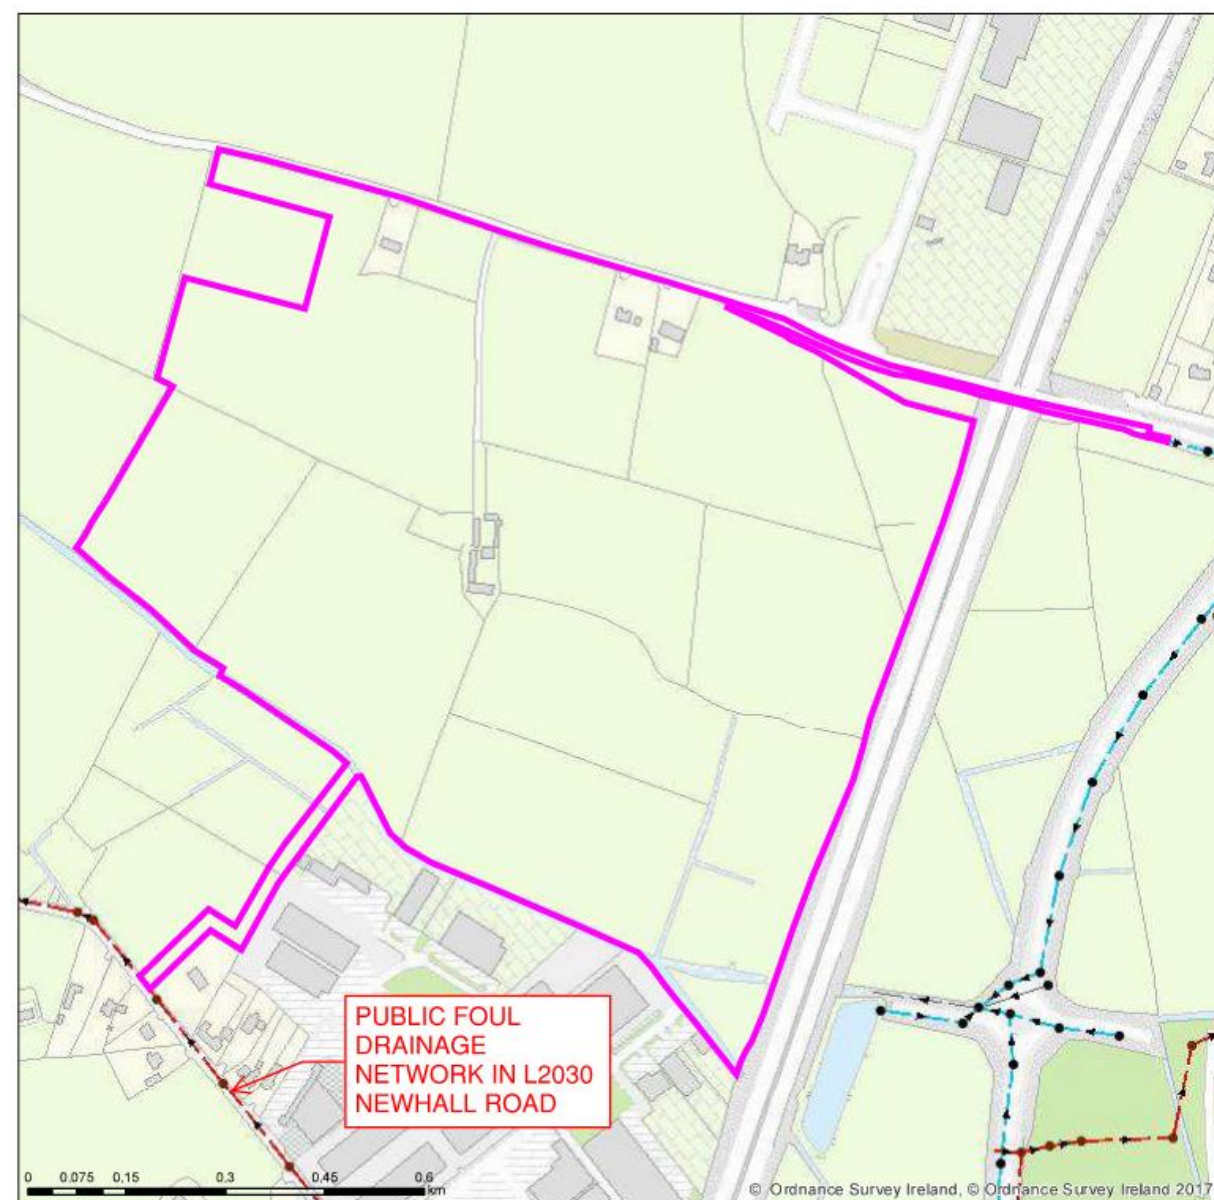 PUBLIC FOUL
DRAINAGE
NETWORK IN L2030
NEWHALL ROAD
0 0.075 0.15 0.3 0.45 0.6
km
© Ordnance Survey Ireland, © Ordnance Survey Ireland 2017